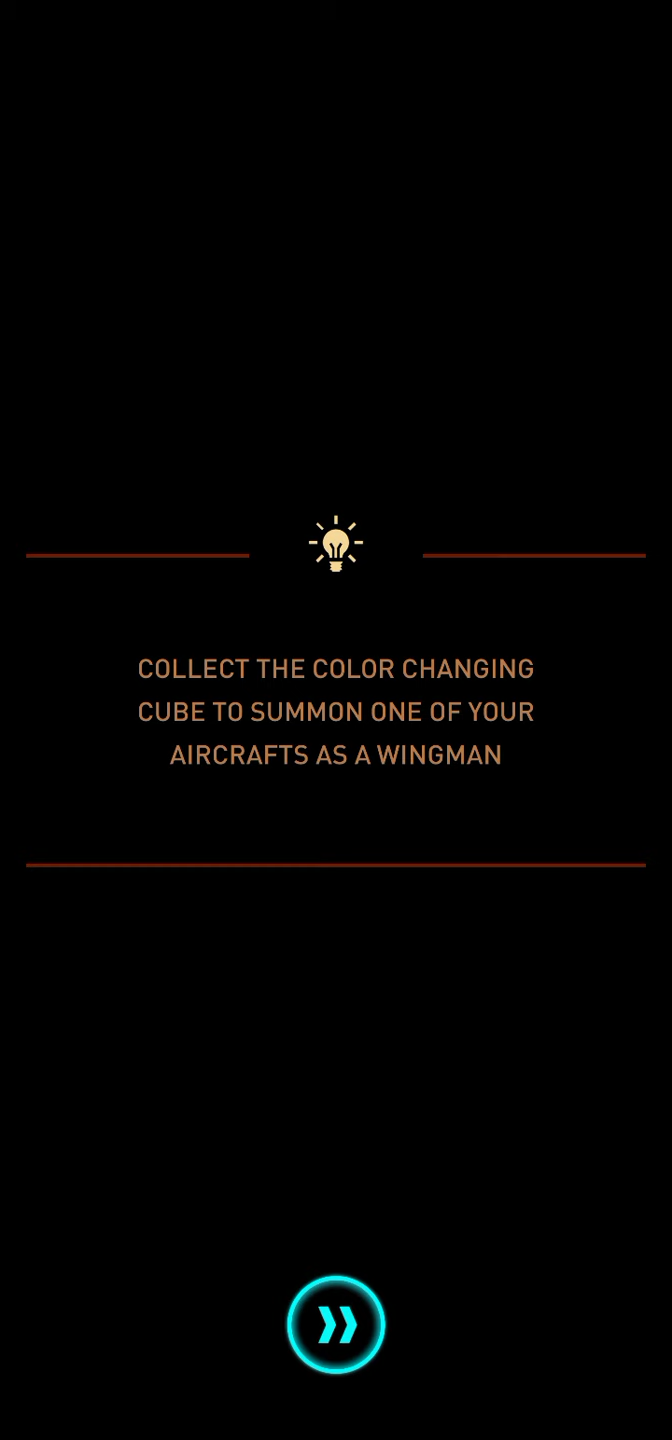 COLLECT THE COLOR CHANGING
CUBE TO SUMMON ONE OF YOUR
AIRCRAFTS AS A WINGMAN